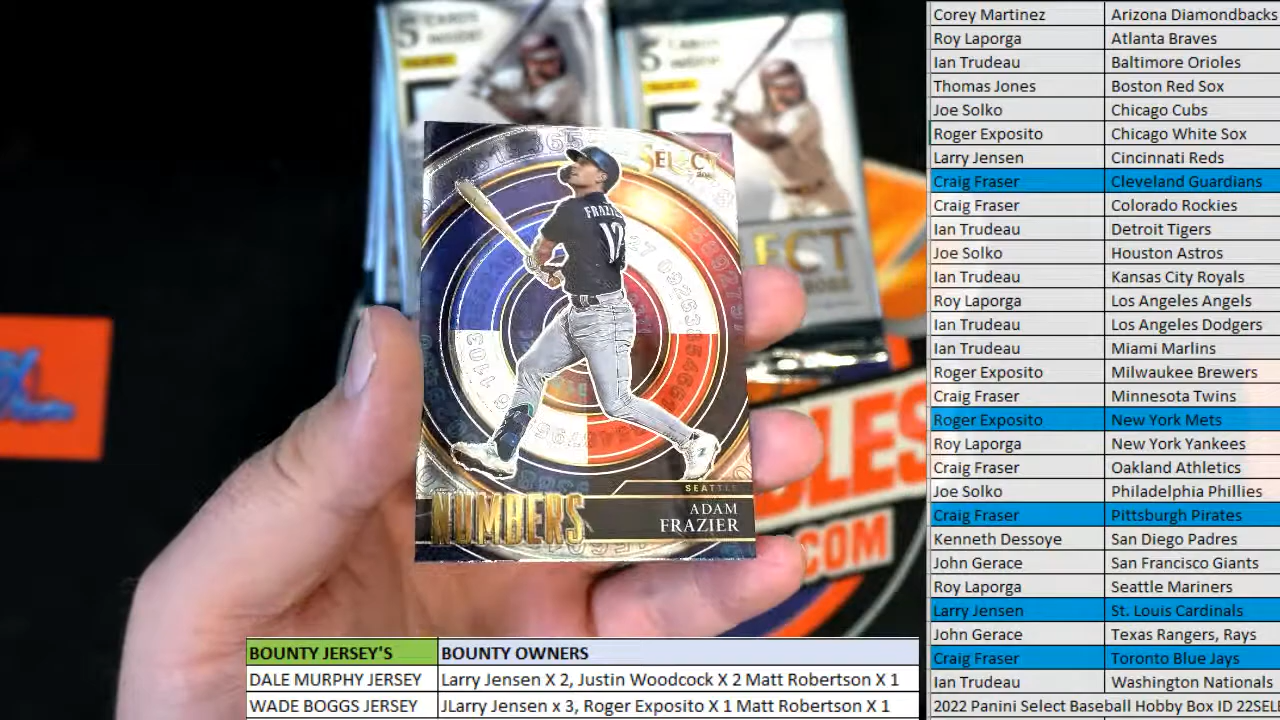 5 CARDS
5 CARDS
SELECT
FRAZIER
12
SEATTLE
NUMBERS
ADAM
FRAZIER
LECT
.COM
BOUNTY JERSEY'S BOUNTY OWNERS
DALE MURPHY JERSEY Larry Jensen X 2, Justin Woodcock X 2 Matt Robertson X 1
WADE BOGGS JERSEY JLarry Jensen x 3, Roger Exposito X 1 Matt Robertson X 1
Corey Martinez Arizona Diamondbacks
Roy Laporga Atlanta Braves
Ian Trudeau Baltimore Orioles
Thomas Jones Boston Red Sox
Joe Solko Chicago Cubs
Roger Exposito Chicago White Sox
Larry Jensen Cincinnati Reds
Craig Fraser Cleveland Guardians
Craig Fraser Colorado Rockies
Ian Trudeau Detroit Tigers
Joe Solko Houston Astros
Ian Trudeau Kansas City Royals
Roy Laporga Los Angeles Angels
Ian Trudeau Los Angeles Dodgers
Ian Trudeau Miami Marlins
Roger Exposito Milwaukee Brewers
Craig Fraser Minnesota Twins
Roger Exposito New York Mets
Roy Laporga New York Yankees
Craig Fraser Oakland Athletics
Joe Solko Philadelphia Phillies
Craig Fraser Pittsburgh Pirates
Kenneth Dessoye San Diego Padres
John Gerace San Francisco Giants
Roy Laporga Seattle Mariners
Larry Jensen St. Louis Cardinals
John Gerace Texas Rangers, Rays
Craig Fraser Toronto Blue Jays
Ian Trudeau Washington Nationals
2022 Panini Select Baseball Hobby Box ID 22SELE